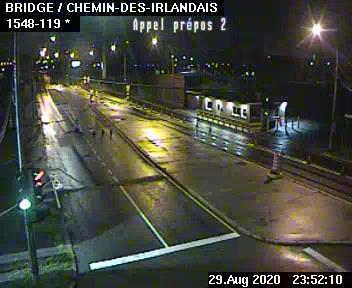 BRIDGE / CHEMIN-DES-IRLANDAIS
1548-119 *
Appel prépos 2
29.Aug 2020 23:52:10